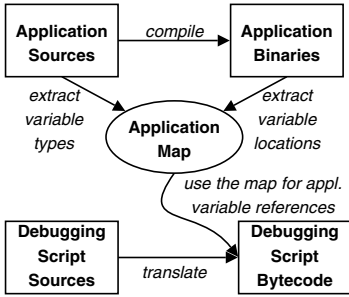 Application
Sources
compile
Application
Binaries
extract
variable
types
Application
Map
extract
variable
locations
use the map for appl.
variable references
Debugging
Script
Sources
translate
Debugging
Script
Bytecode